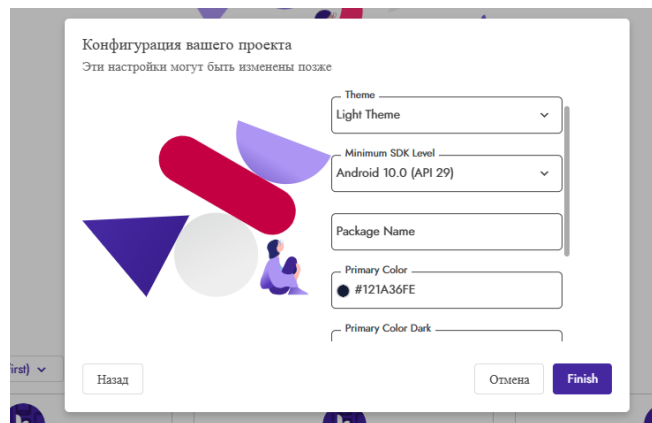 Конфигурация вашего проекта
Эти настройки могут быть изменены позже
Theme
Light Theme
Minimum SDK Level
Android 10.0 (API 29)
Package Name
Primary Color
#121A36FE
Primary Color Dark
irst)
Назад
Отмена
Finish